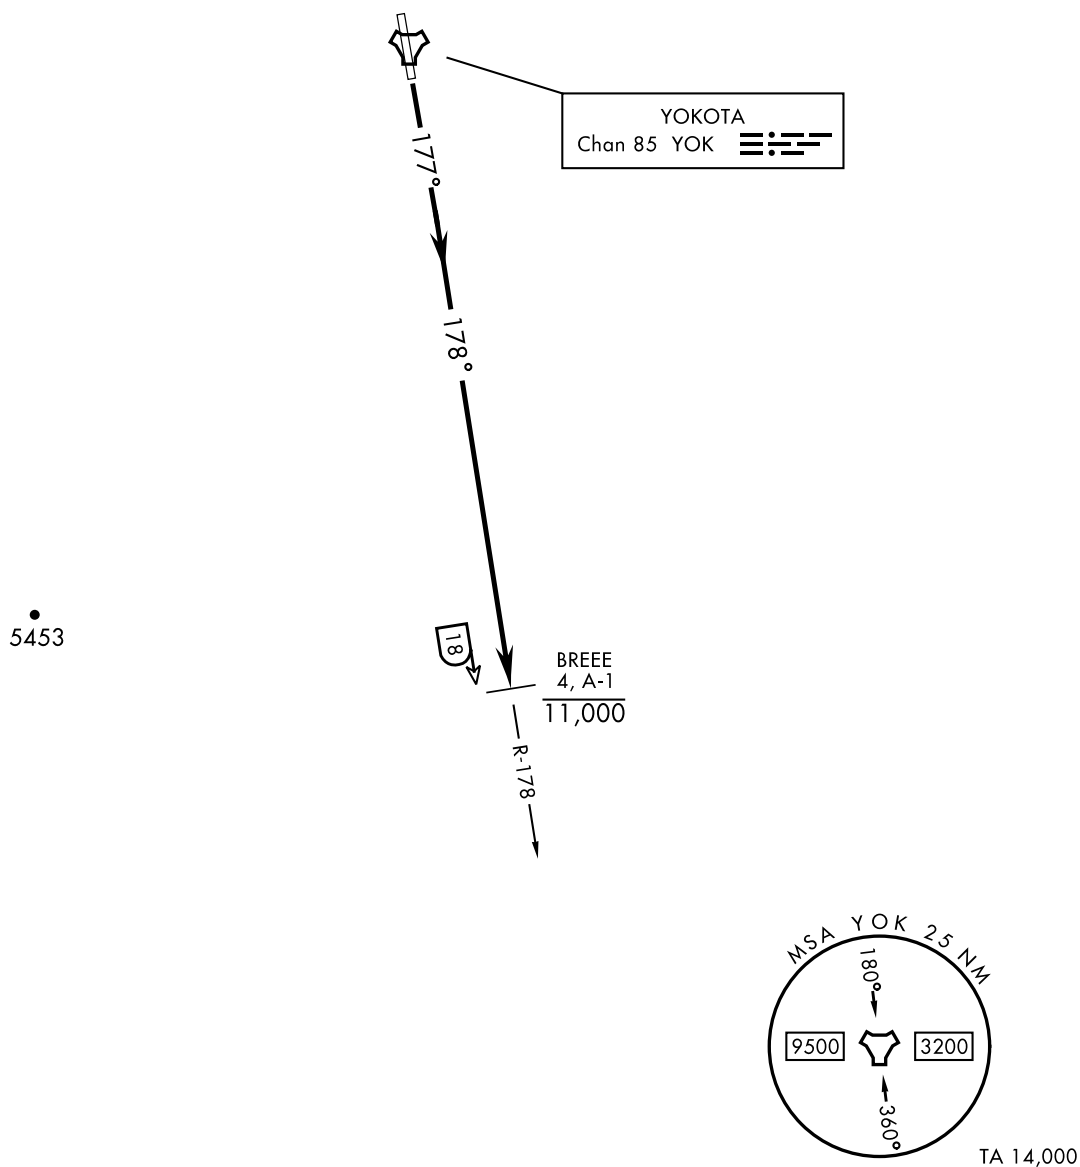 YOKOTA
Chan 85 YOK
177°
178°
5453
18
BREEE
4, A-1
11,000
R-178
MSA YOK 25 NM
180°
9500
3200
360°
TA 14,000